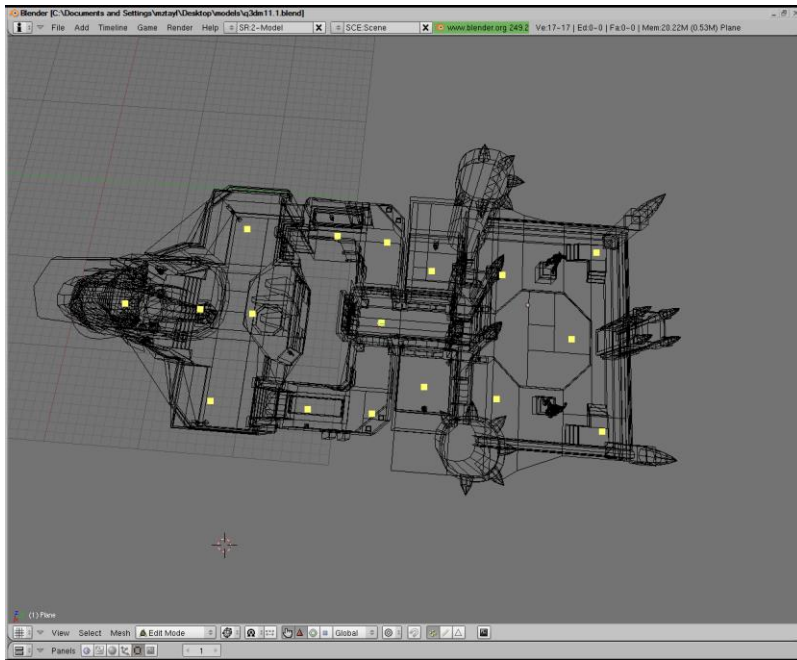 Blender [C:\Documents and Settings\mztayl\Desktop\models\q3dm11.1.blend]
File Add Timeline Game Render Help SR:2-Model X SCE:Scene X www.blender.org 249.2 Ve:17-17 | Ed:0-0 | Fa:0-0 | Mem:28.22M (0.53M) Plane
(1) Plane
View Select Mesh Edit Mode Global
Panels 1